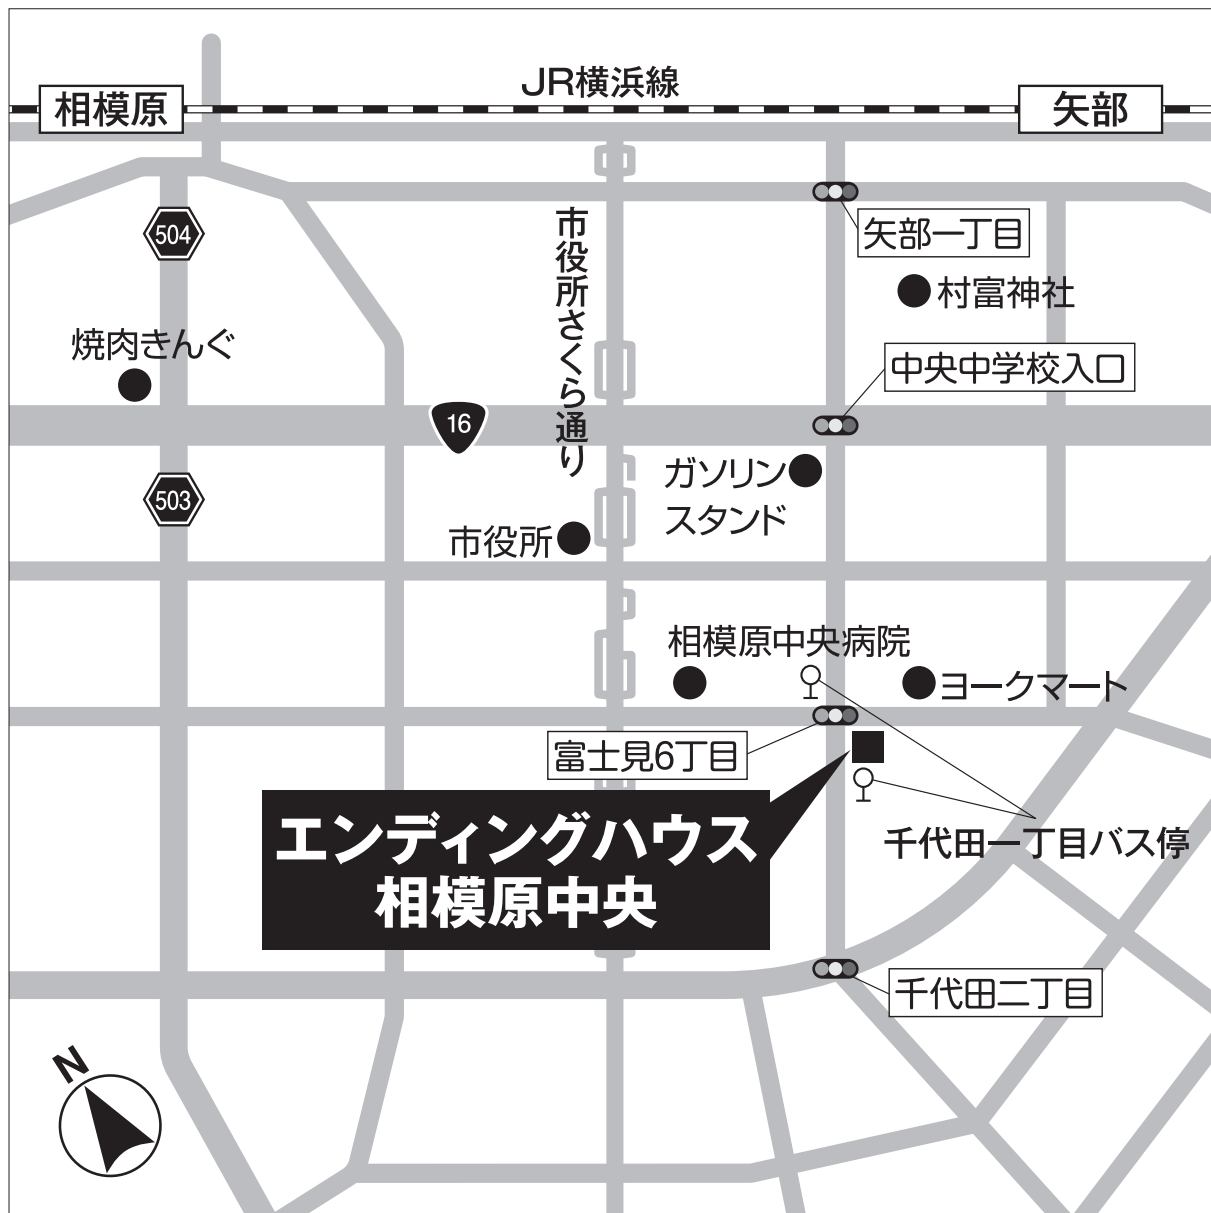 JR横浜線
相模原
矢部
504
市役所さくら通り
矢部一丁目
村富神社
焼肉きんぐ
中央中学校入口
16
503
ガソリン
スタンド
市役所
相模原中央病院
ヨークマート
富士見6丁目
エンディングハウス
相模原中央
千代田一丁目バス停
千代田二丁目
N